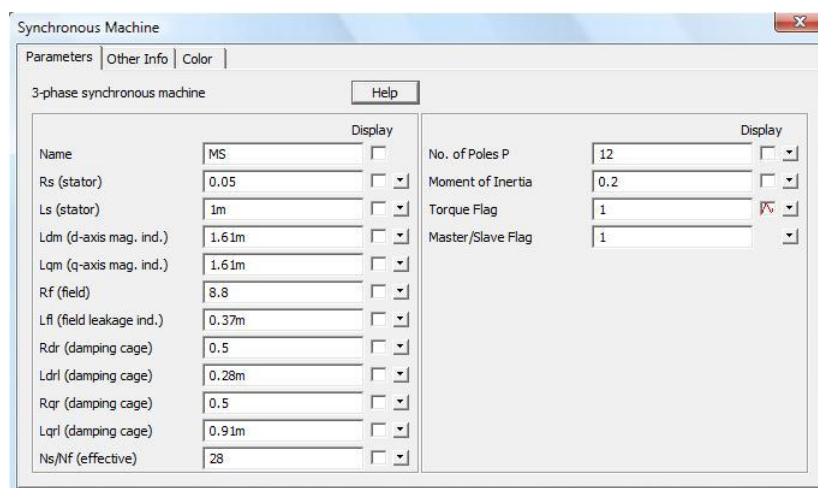 Synchronous Machine
Parameters Other Info Color
3-phase synchronous machine Help
Display
Name MS
Rs (stator) 0.05
Ls (stator) 1m
Ldm (d-axis mag. ind.) 1.61m
Lqm (q-axis mag. ind.) 1.61m
Rf (field) 8.8
Lfl (field leakage ind.) 0.37m
Rdr (damping cage) 0.5
Ldrl (damping cage) 0.28m
Rqr (damping cage) 0.5
Lqrl (damping cage) 0.91m
Ns/Nf (effective) 28
Display
No. of Poles P 12
Moment of Inertia 0.2
Torque Flag 1
Master/Slave Flag 1